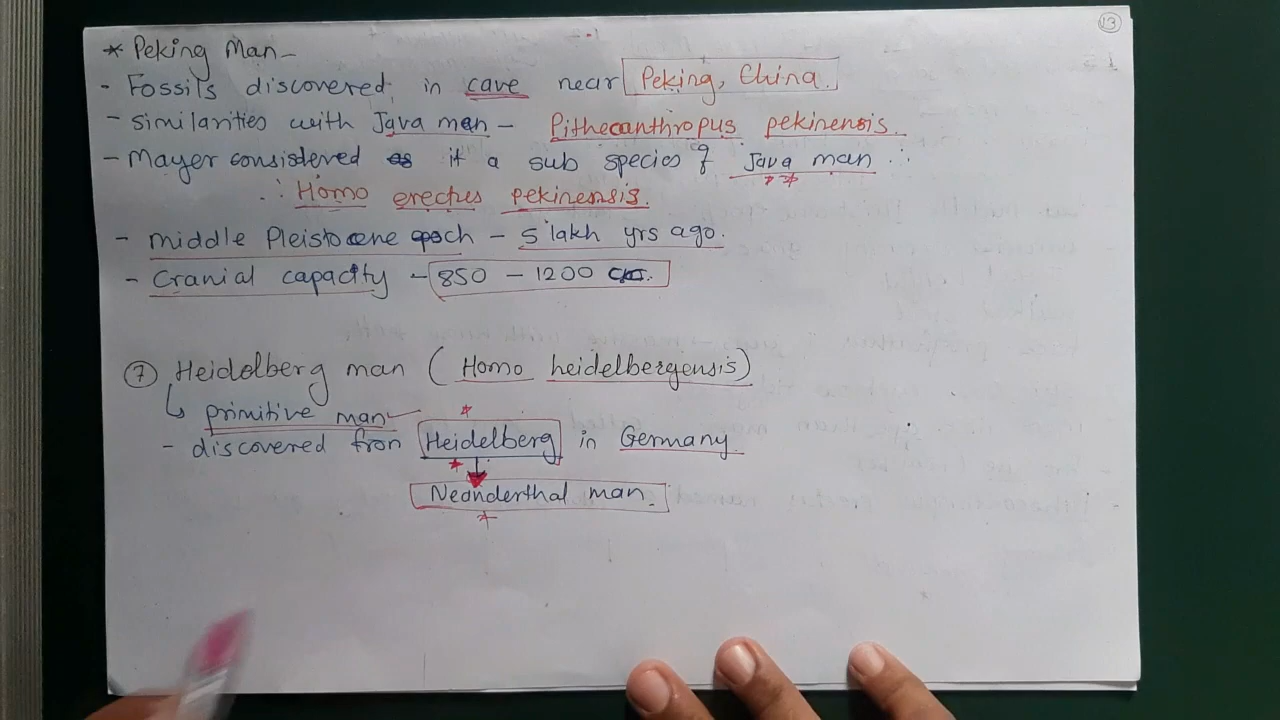 13
* Peking Man -
- Fossils discovered in cave near Peking, China.
- similarities with Java man - Pithecanthropus pekinensis.
- Mayer considered as it a sub species of Java man ∴
∴ Homo erectus pekinensis.
- middle Pleistocene epoch - 5 lakh yrs ago.
- Cranial capacity - 850 - 1200 cc.
⑦ Heidelberg man (Homo heidelbergensis)
↳ primitive man
- discovered from Heidelberg in Germany.
Neanderthal man.